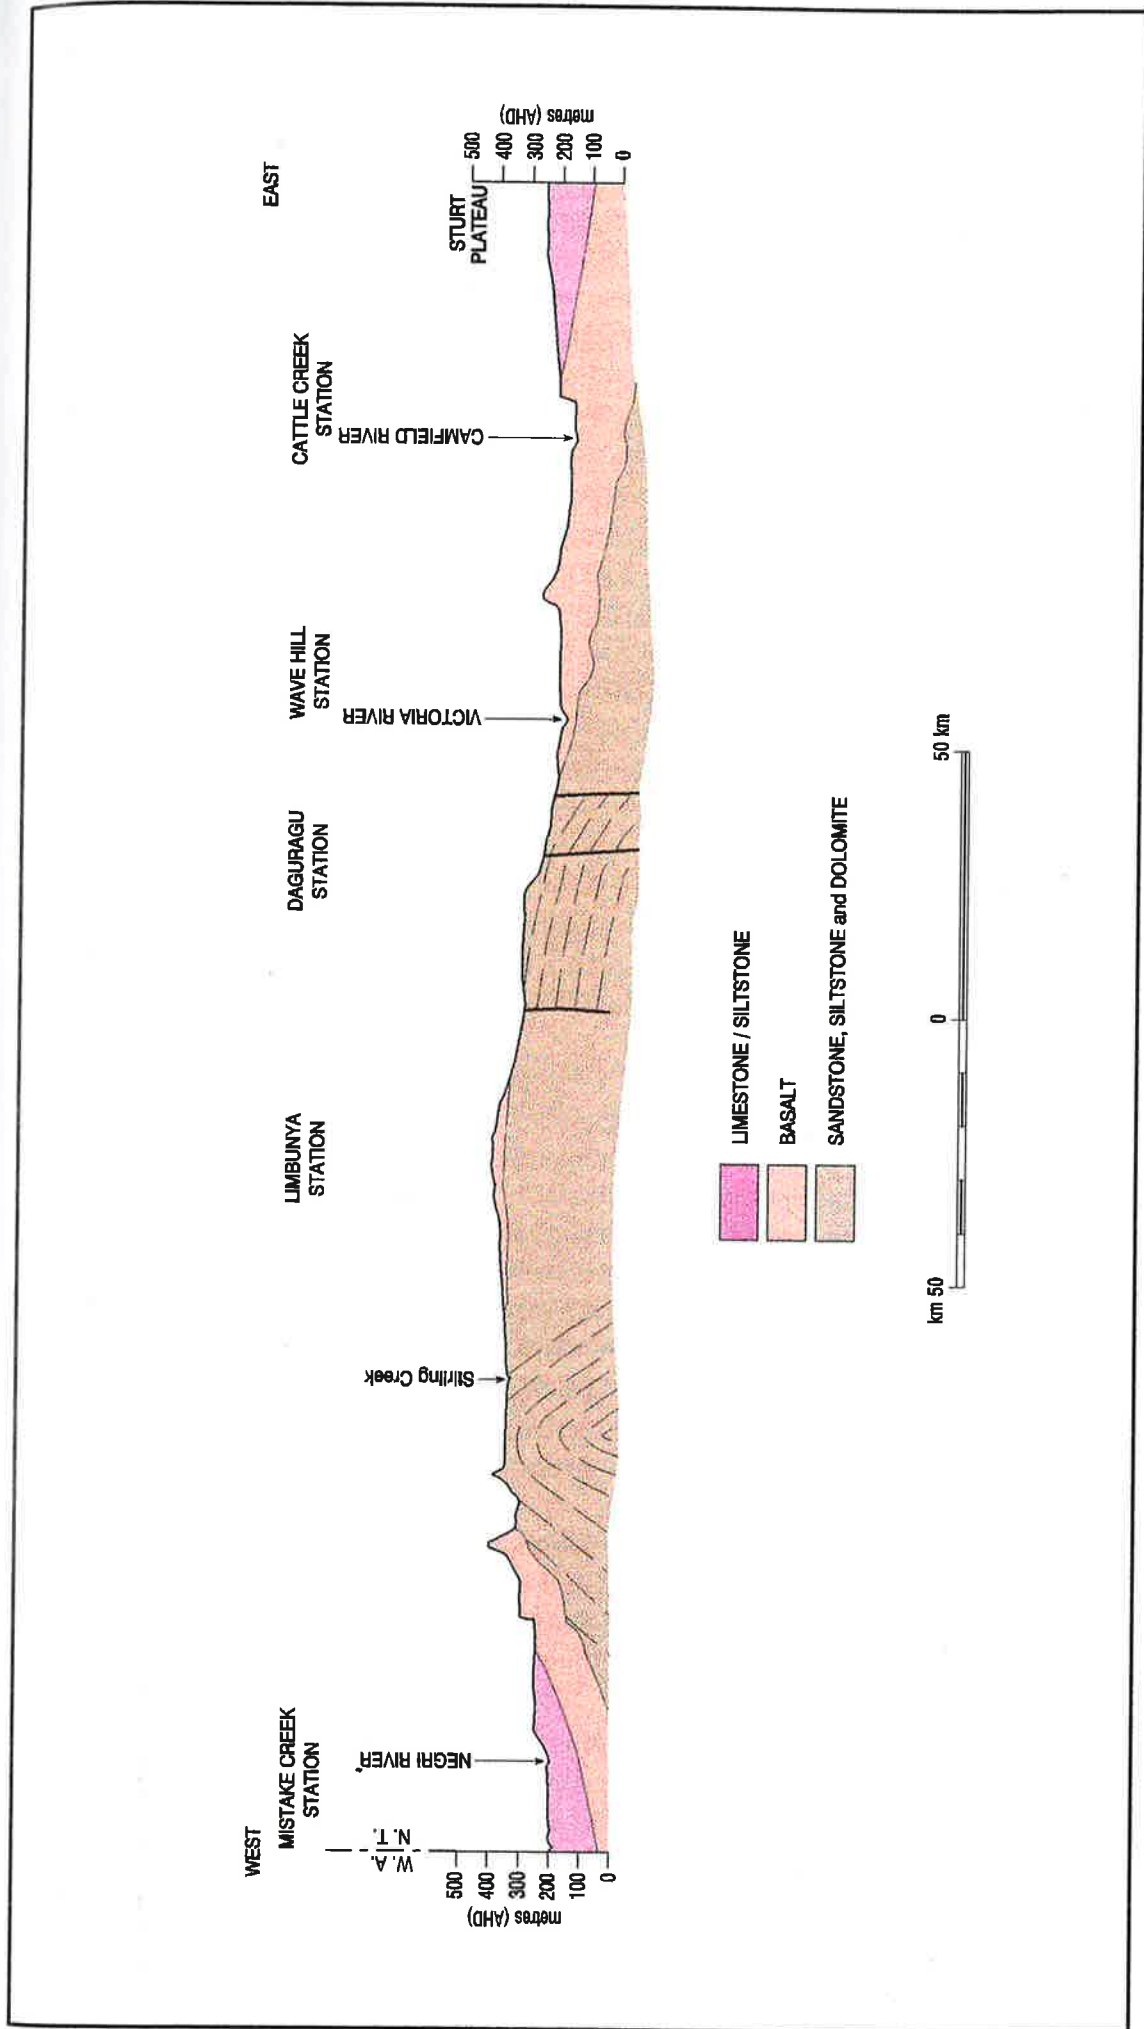 WEST
EAST
MISTAKE CREEK
STATION
LIMBUNYA
STATION
DAGURAGU
STATION
WAVE HILL
STATION
CATTLE CREEK
STATION
W. A.
N. T.
NEGRI RIVER
Stirling Creek
VICTORIA RIVER
CAMFIELD RIVER
STURT
PLATEAU
500
400
300
200
100
0
metres (AHD)
500
400
300
200
100
0
metres (AHD)
LIMESTONE / SILTSTONE
BASALT
SANDSTONE, SILTSTONE and DOLOMITE
km 50
0
50 km